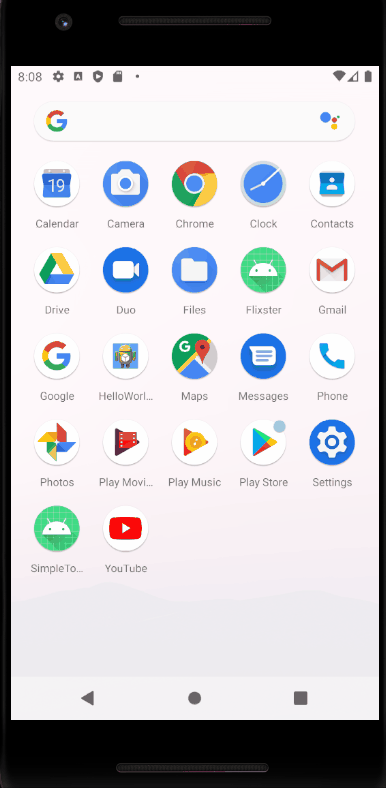 8:08
19
Calendar Camera Chrome Clock Contacts
Drive Duo Files Flixster Gmail
Google HelloWorl... Maps Messages Phone
Photos Play Movi... Play Music Play Store Settings
SimpleTo... YouTube